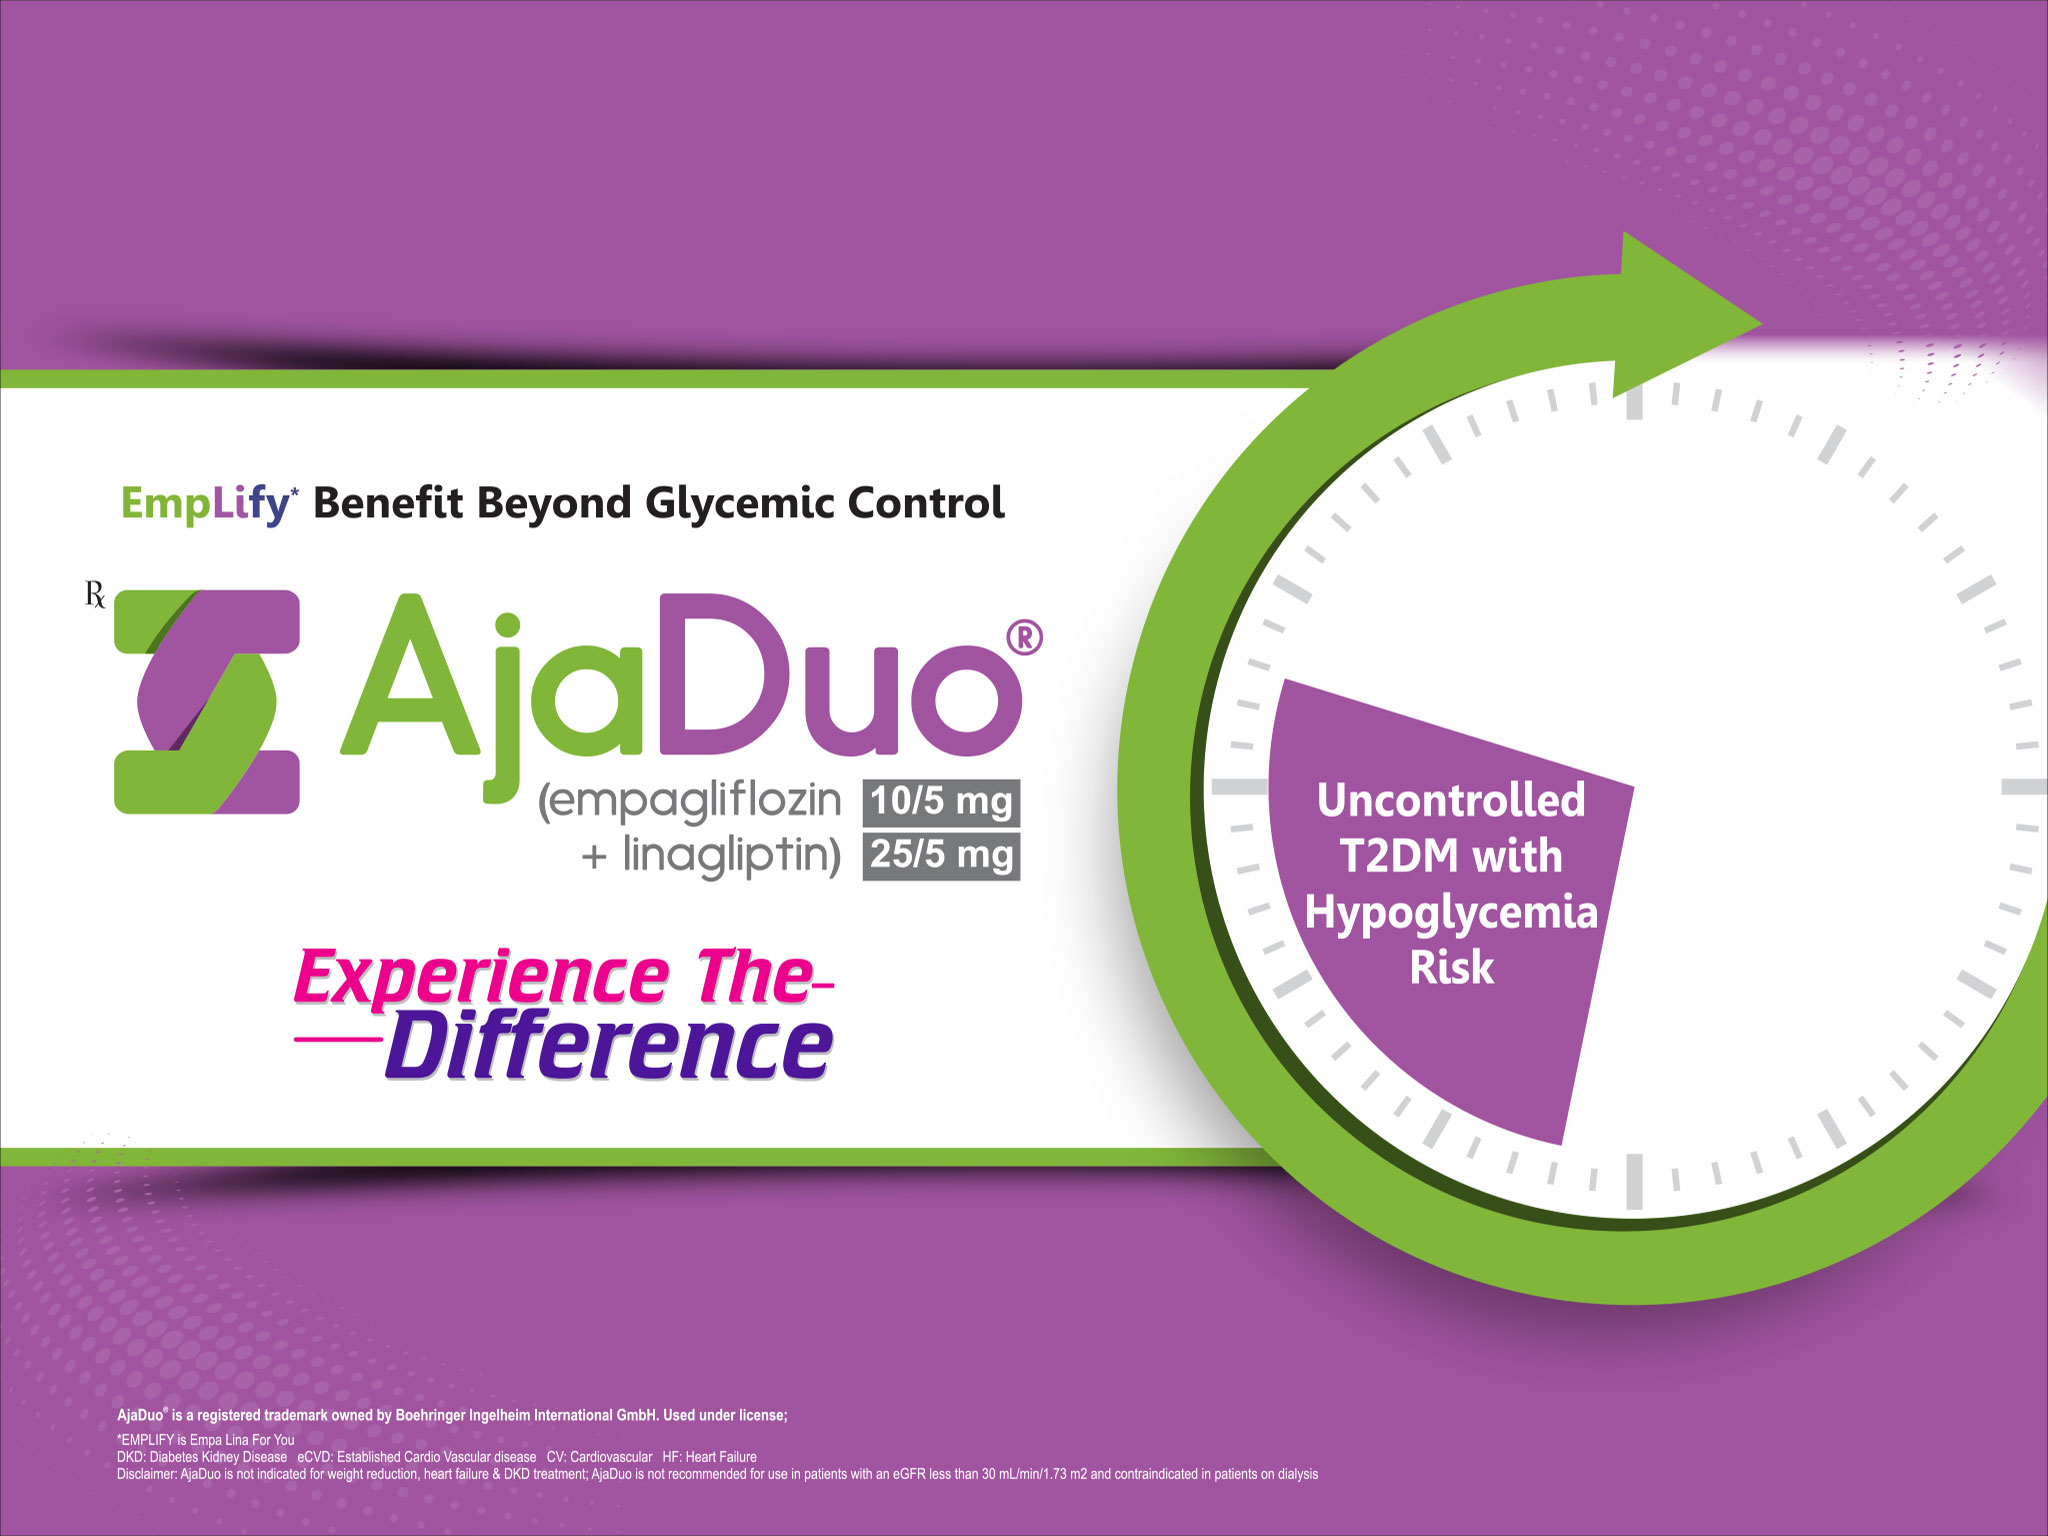 EmpLify* Benefit Beyond Glycemic Control
℞
AjaDuo®
(empagliflozin 10/5 mg
+ linagliptin) 25/5 mg
Experience The
Difference
Uncontrolled
T2DM with
Hypoglycemia
Risk
AjaDuo® is a registered trademark owned by Boehringer Ingelheim International GmbH. Used under license;
*EMPLIFY is Empa Lina For You
DKD: Diabetes Kidney Disease eCVD: Established Cardio Vascular disease CV: Cardiovascular HF: Heart Failure
Disclaimer: AjaDuo is not indicated for weight reduction, heart failure & DKD treatment; AjaDuo is not recommended for use in patients with an eGFR less than 30 mL/min/1.73 m2 and contraindicated in patients on dialysis